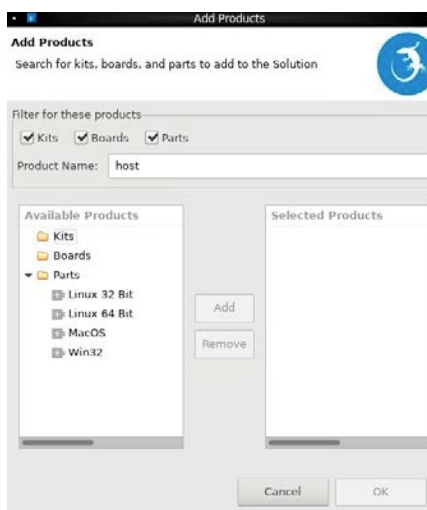 Add Products
Add Products
Search for kits, boards, and parts to add to the Solution
Filter for these products
Kits Boards Parts
Product Name: host
Available Products
Kits
Boards
Parts
Linux 32 Bit
Linux 64 Bit
MacOS
Win32
Add
Remove
Selected Products
Cancel OK